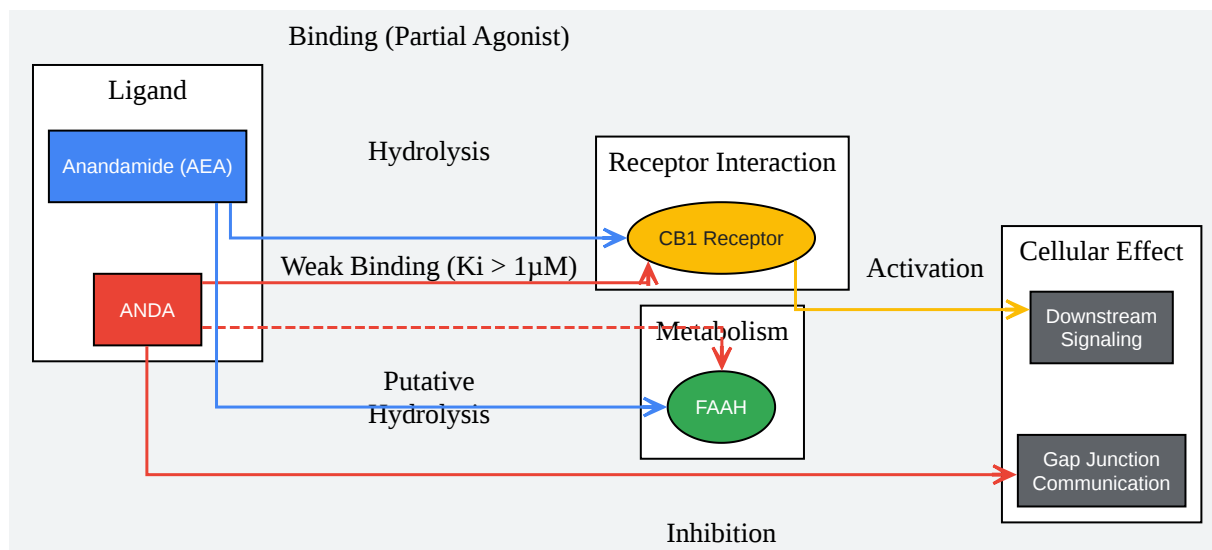 Binding (Partial Agonist)
Ligand
Anandamide (AEA)
Hydrolysis
Receptor Interaction
CB1 Receptor
Cellular Effect
Weak Binding (Ki > 1µM)
Activation
ANDA
Downstream
Signaling
Metabolism
Putative
Hydrolysis
FAAH
Gap Junction
Communication
Inhibition